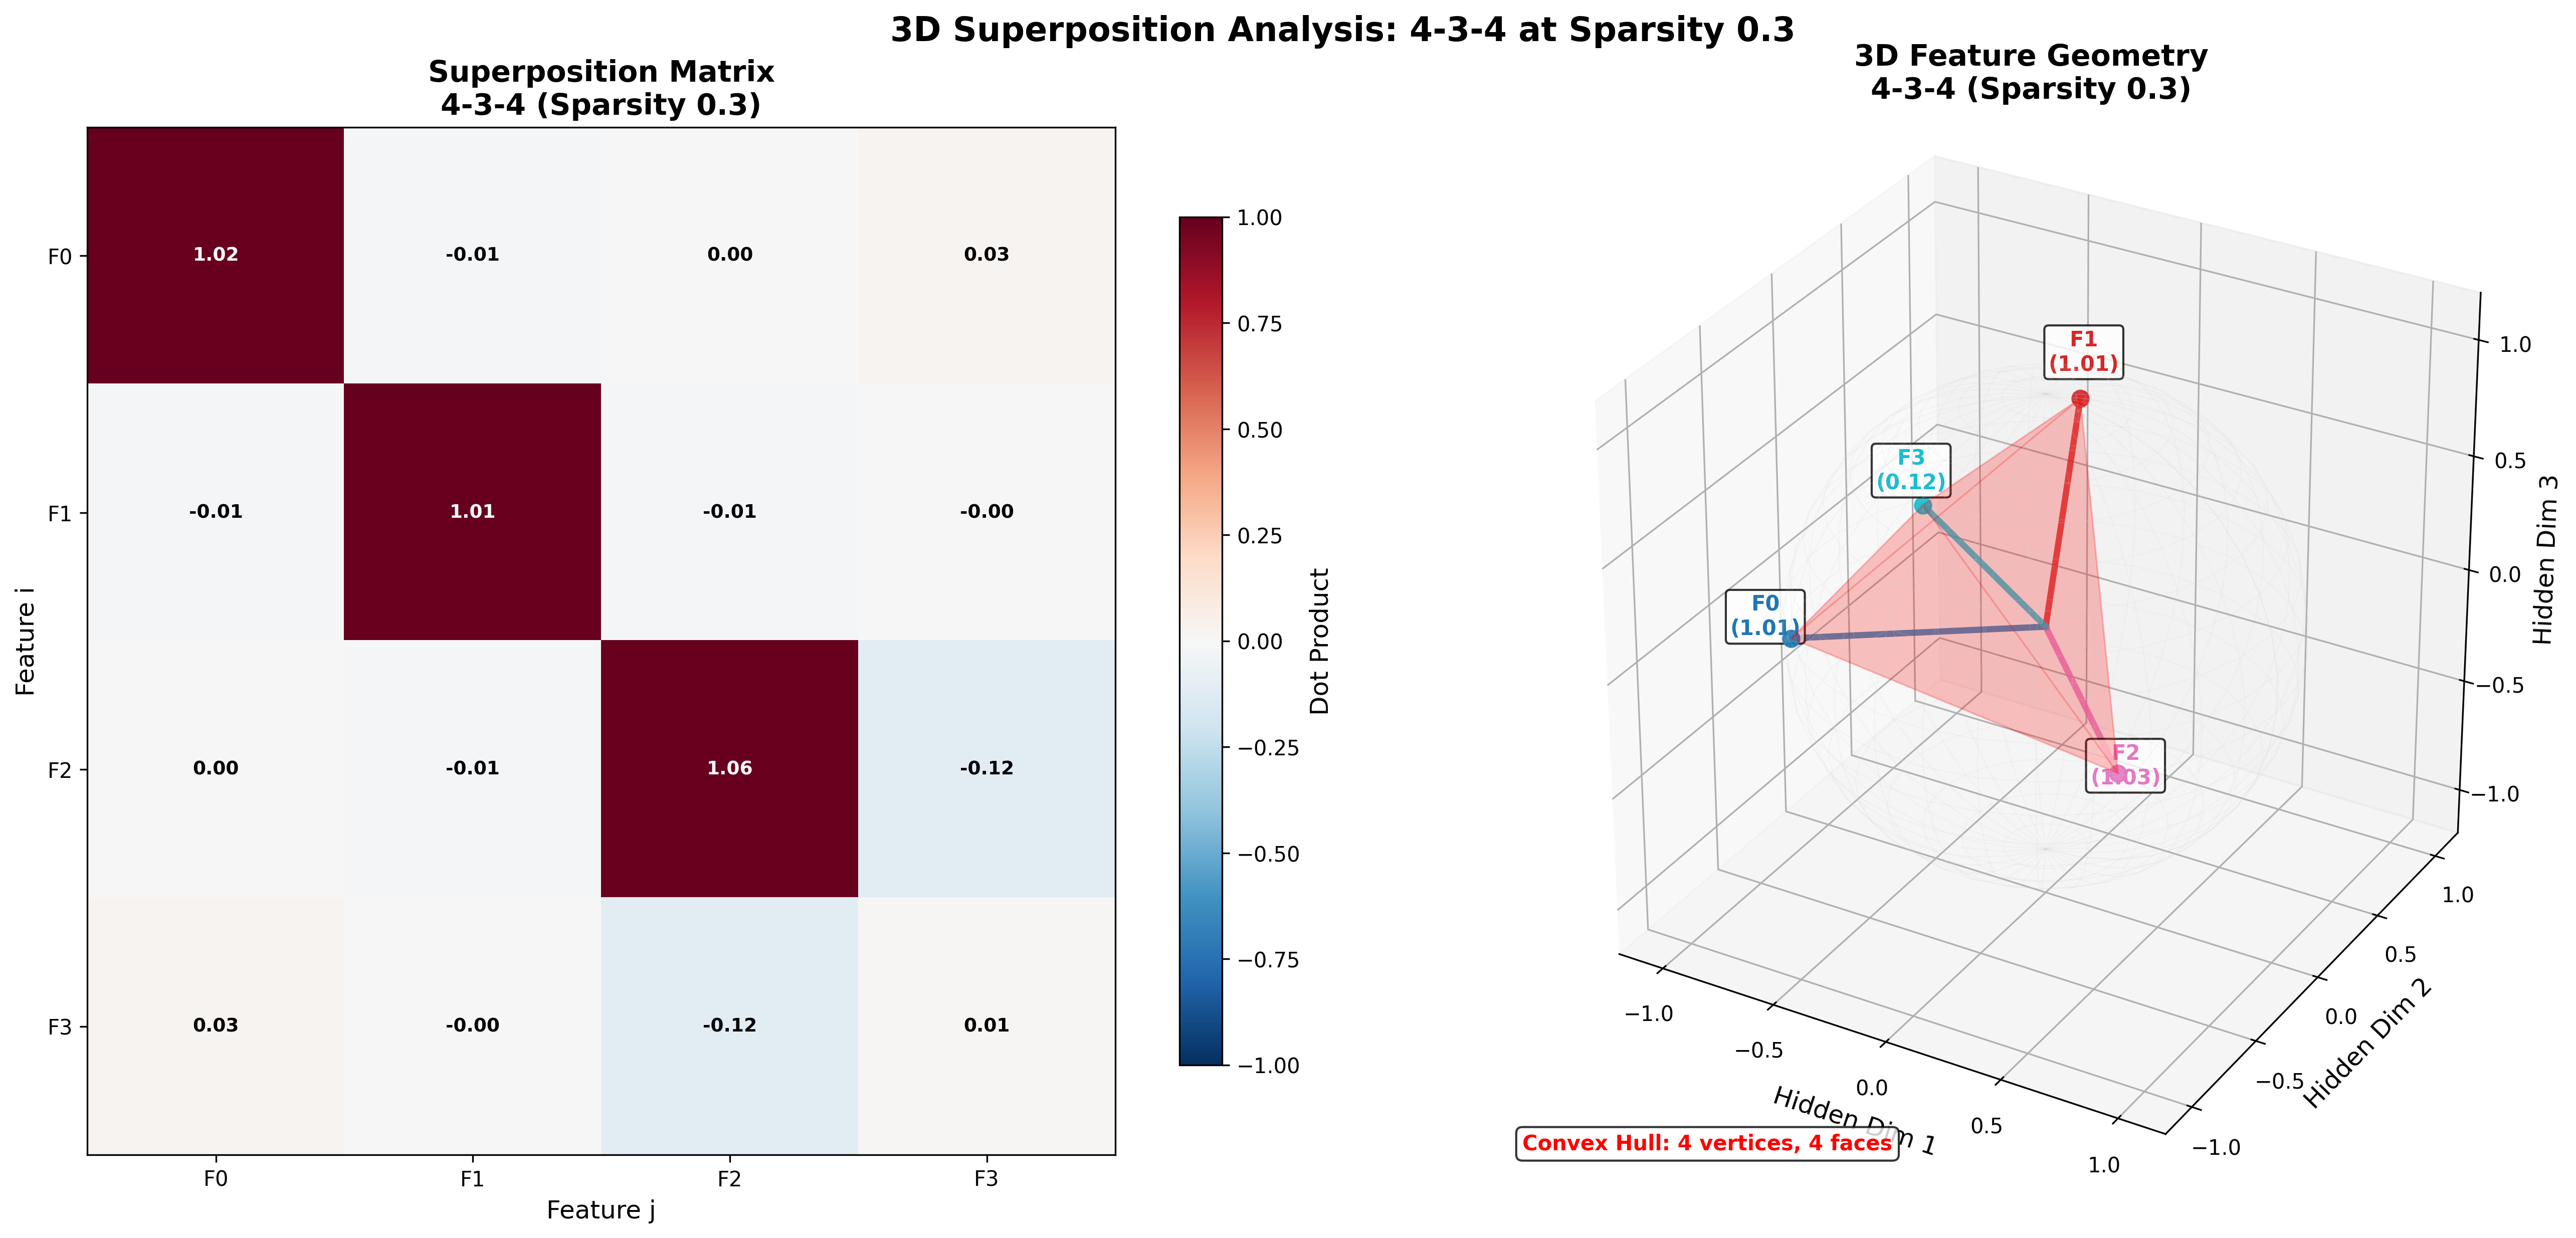 3D Superposition Analysis: 4-3-4 at Sparsity 0.3
Superposition Matrix
4-3-4 (Sparsity 0.3)
F0
F1
F2
F3
Feature i
1.02
-0.01
0.00
0.03
-0.01
1.01
-0.01
-0.00
0.00
-0.01
1.06
-0.12
0.03
-0.00
-0.12
0.01
F0
F1
F2
F3
Feature j
1.00
0.75
0.50
0.25
0.00
−0.25
−0.50
−0.75
−1.00
Dot Product
3D Feature Geometry
4-3-4 (Sparsity 0.3)
F1
(1.01)
F3
(0.12)
F0
(1.01)
F2
(1.03)
1.0
0.5
0.0
−0.5
−1.0
Hidden Dim 3
1.0
0.5
0.0
−0.5
−1.0
Hidden Dim 2
−1.0
−0.5
0.0
0.5
1.0
Hidden Dim 1
Convex Hull: 4 vertices, 4 faces